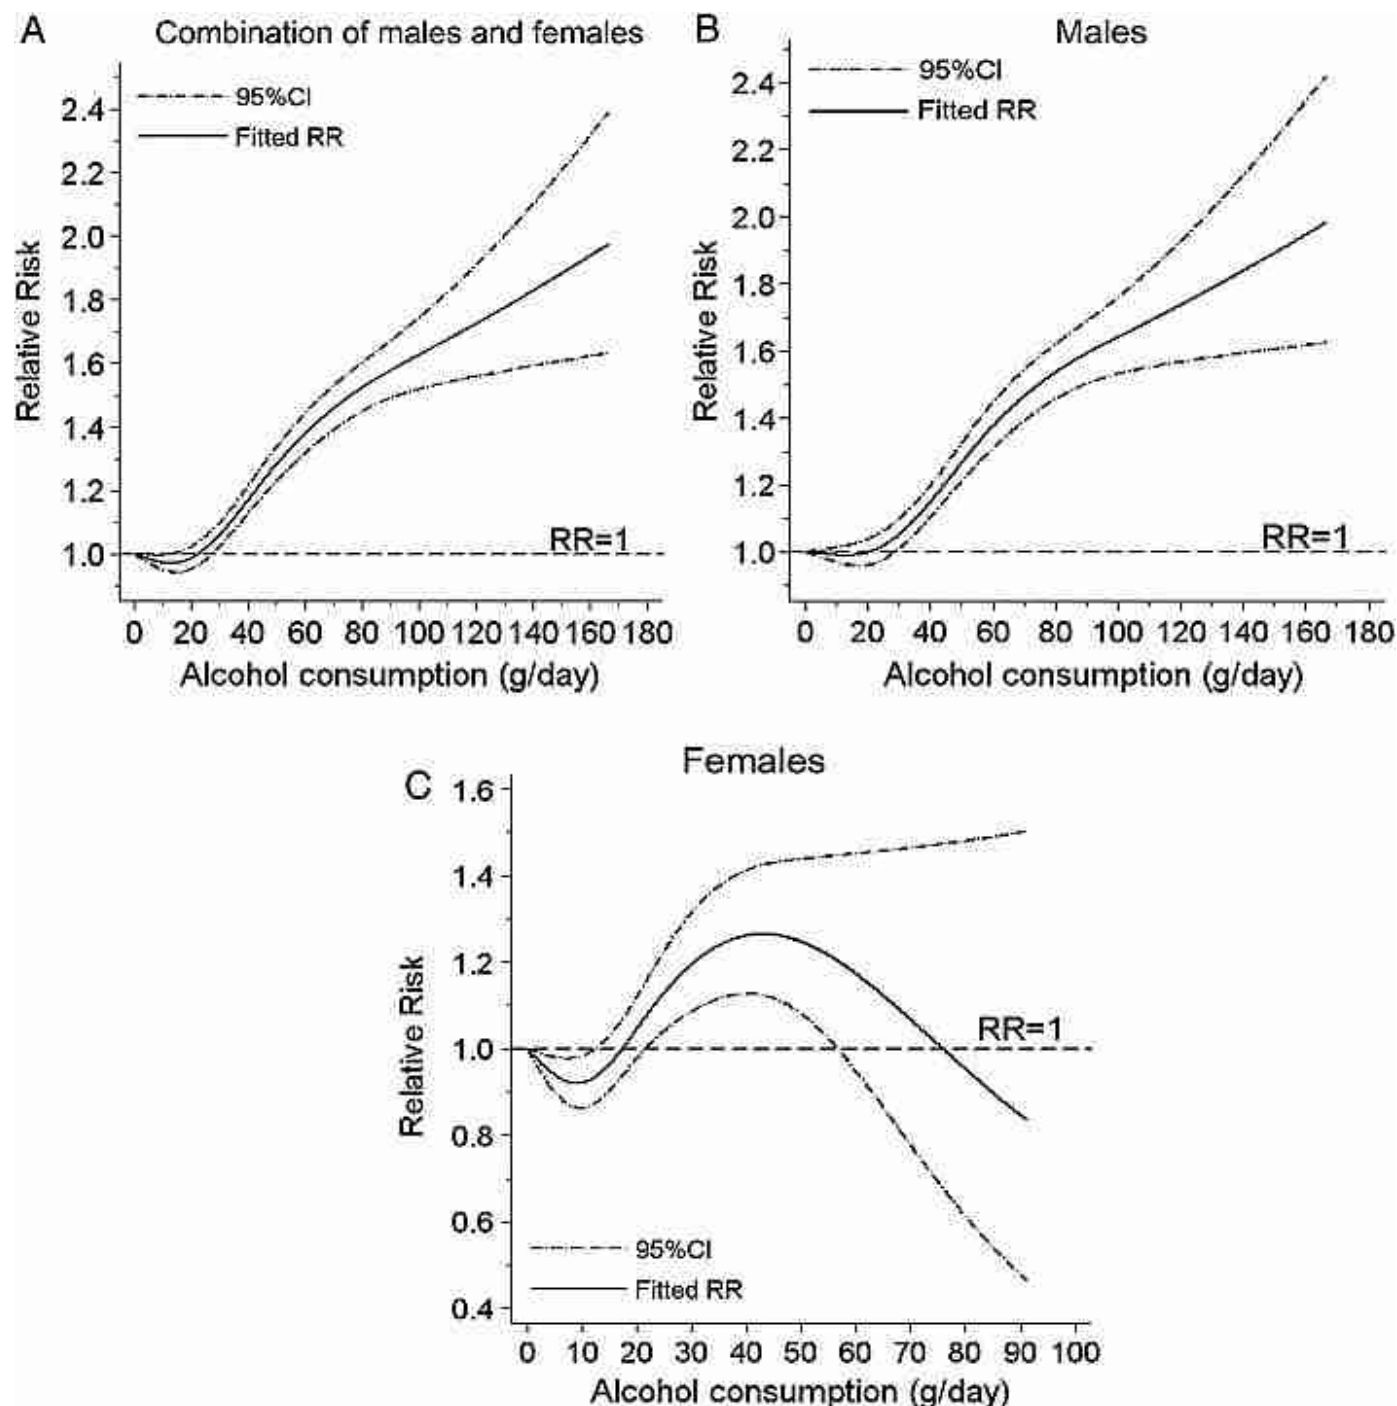 A Combination of males and females
95%CI
Fitted RR
2.4
2.2
2.0
1.8
1.6
1.4
1.2
1.0
Relative Risk
RR=1
0 20 40 60 80 100 120 140 160 180
Alcohol consumption (g/day)
B Males
95%CI
Fitted RR
2.4
2.2
2.0
1.8
1.6
1.4
1.2
1.0
Relative Risk
RR=1
0 20 40 60 80 100 120 140 160 180
Alcohol consumption (g/day)
C Females
1.6
1.4
1.2
1.0
0.8
0.6
0.4
Relative Risk
RR=1
95%CI
Fitted RR
0 10 20 30 40 50 60 70 80 90 100
Alcohol consumption (g/day)